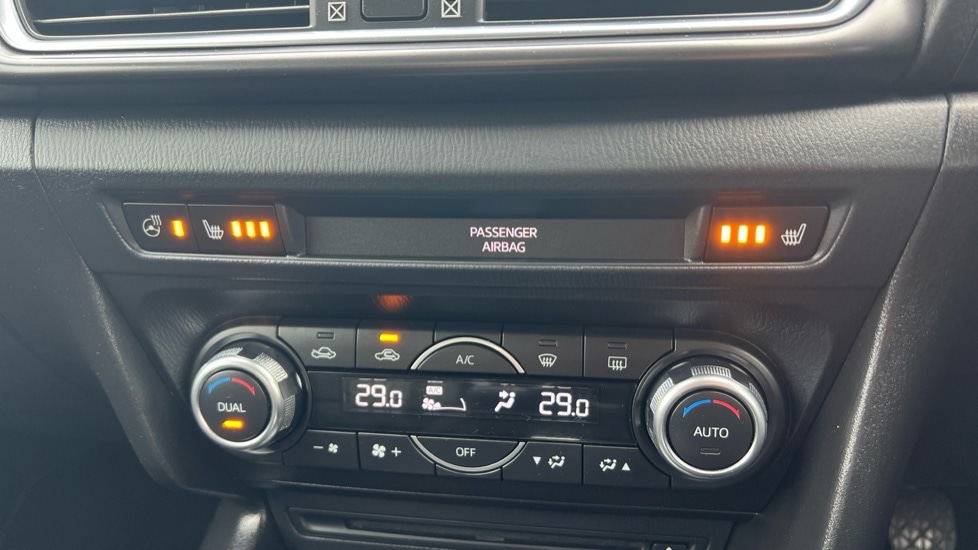 PASSENGER
AIRBAG
A/C
DUAL
29.0
A/C
29.0
AUTO
-
+
OFF